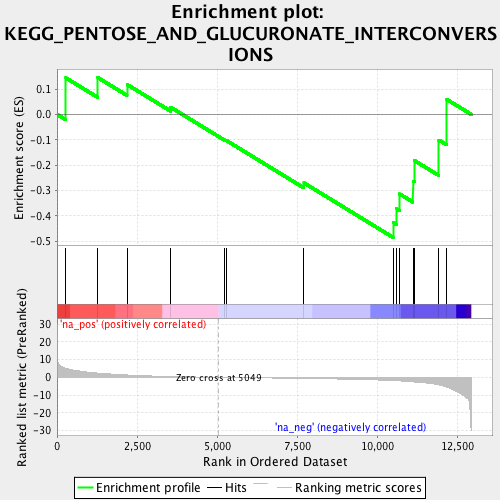 Enrichment plot:
KEGG_PENTOSE_AND_GLUCURONATE_INTERCONVERS
IONS
Enrichment score (ES)
0.1
0.0
-0.1
-0.2
-0.3
-0.4
-0.5
'na_pos' (positively correlated)
Ranked list metric (PreRanked)
30
20
10
0
-10
-20
-30
Zero cross at 5049
'na_neg' (negatively correlated)
0
2,500
5,000
7,500
10,000
12,500
Rank in Ordered Dataset
Enrichment profile
Hits
Ranking metric scores